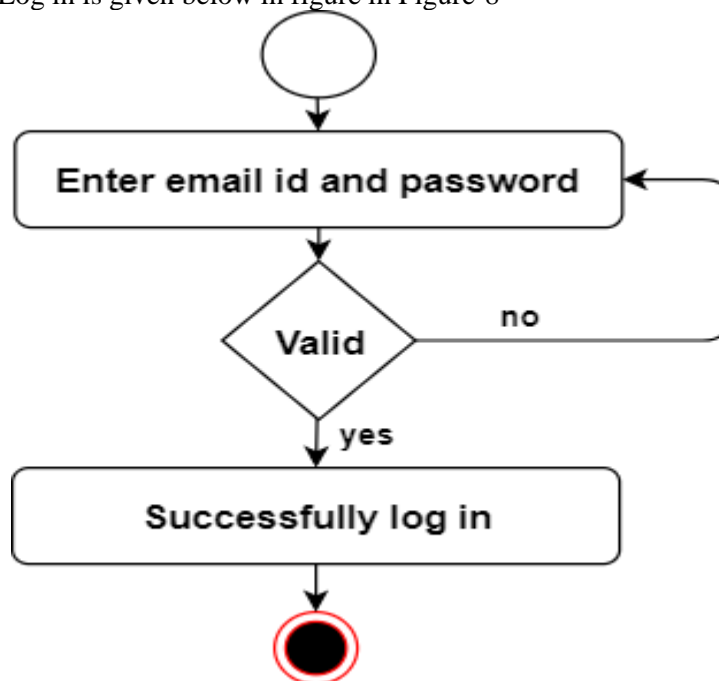 Log in is given below in figure in Figure-8
Enter email id and password
Valid
no
yes
Successfully log in